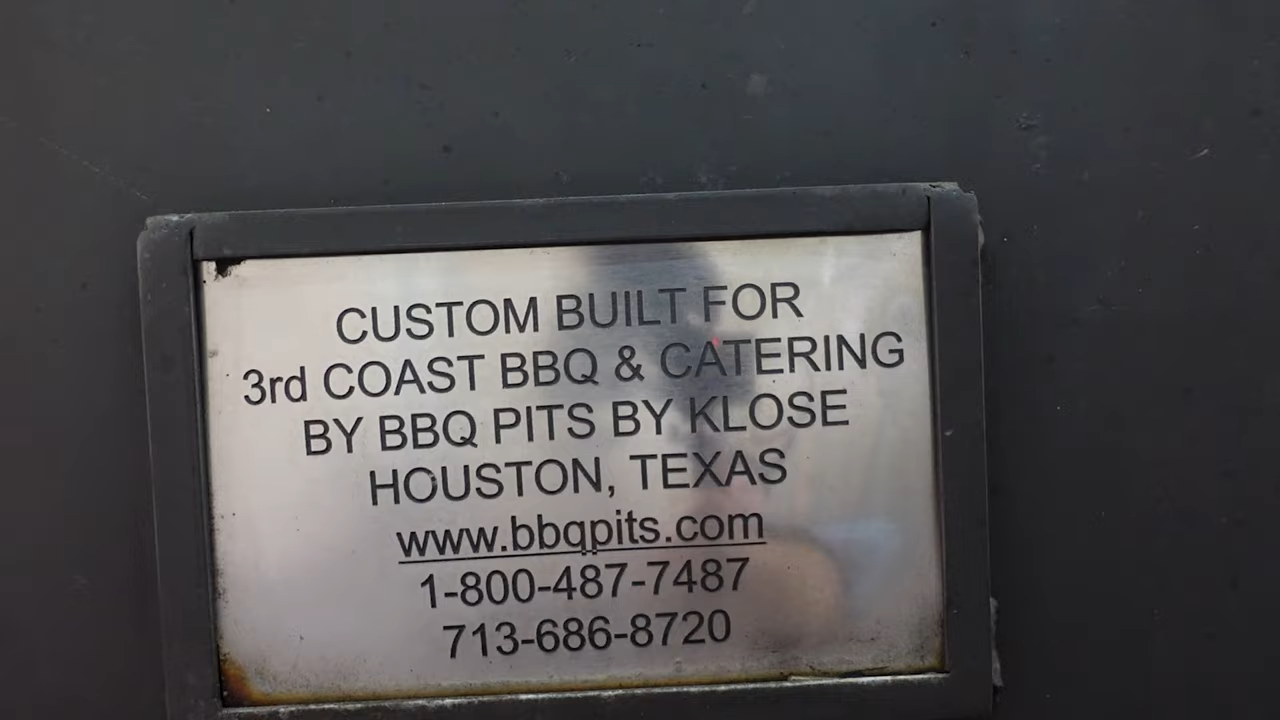 CUSTOM BUILT FOR
3rd COAST BBQ & CATERING
BY BBQ PITS BY KLOSE
HOUSTON, TEXAS
www.bbqpits.com
1-800-487-7487
713-686-8720